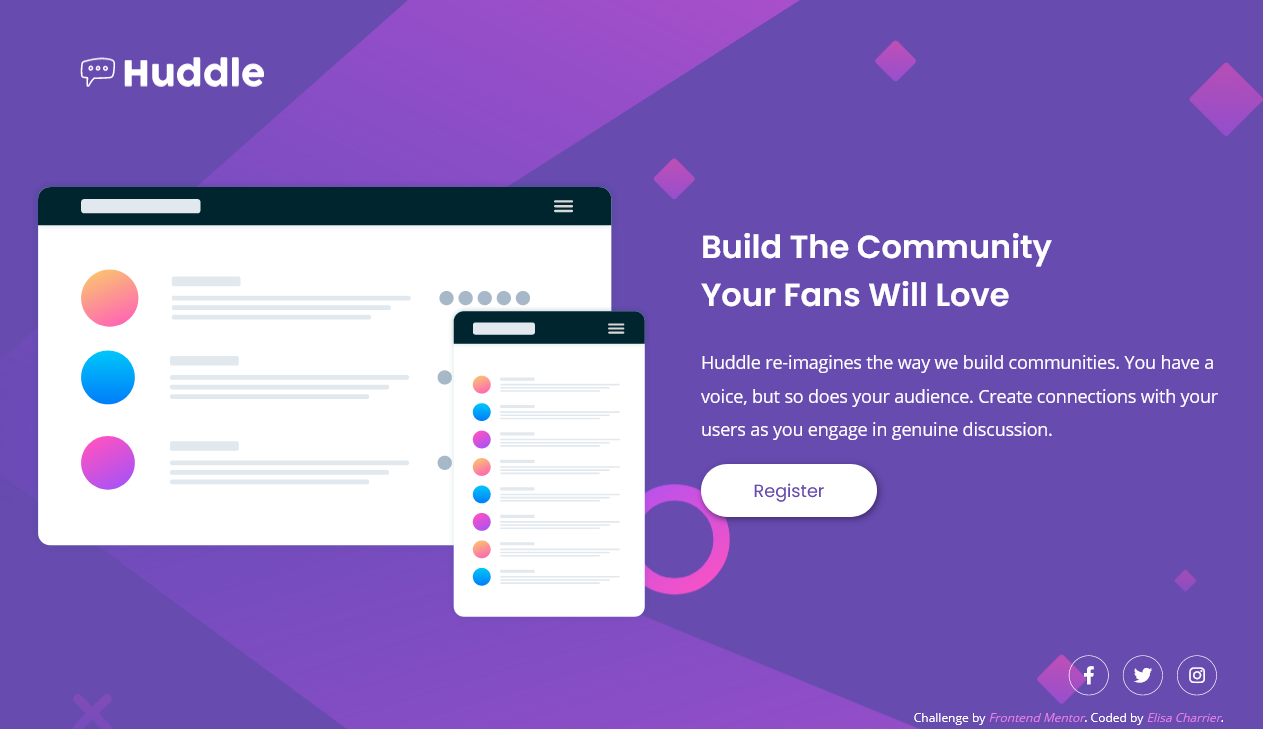 Huddle
Build The Community
Your Fans Will Love
Huddle re-imagines the way we build communities. You have a
voice, but so does your audience. Create connections with your
users as you engage in genuine discussion.
Register
Challenge by Frontend Mentor. Coded by Elisa Charrier.